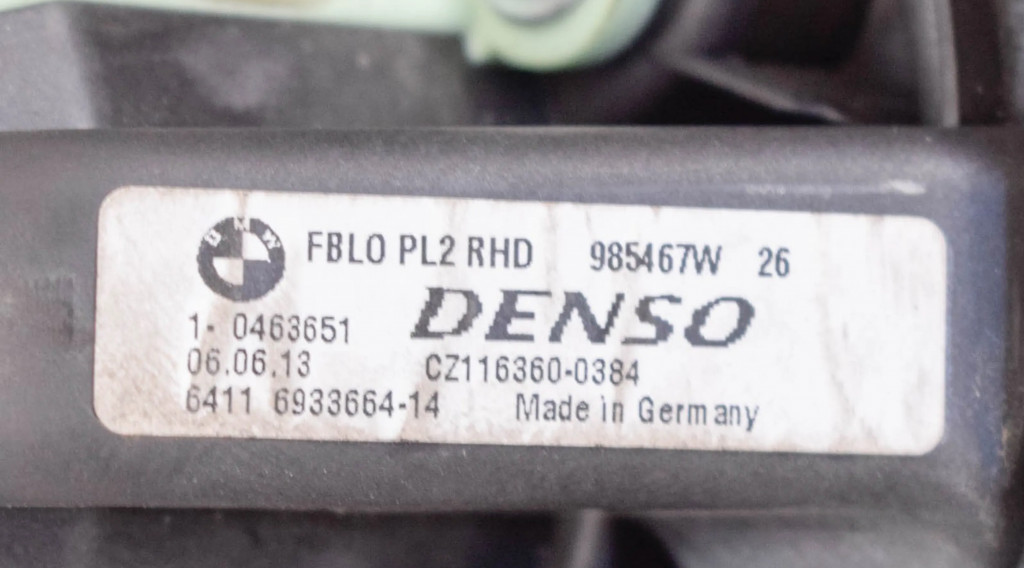 BMW FBLO PL2 RHD 985467W 26
DENSO
1- 0463651
06.06.13 CZ116360-0384
6411 6933664-14 Made in Germany